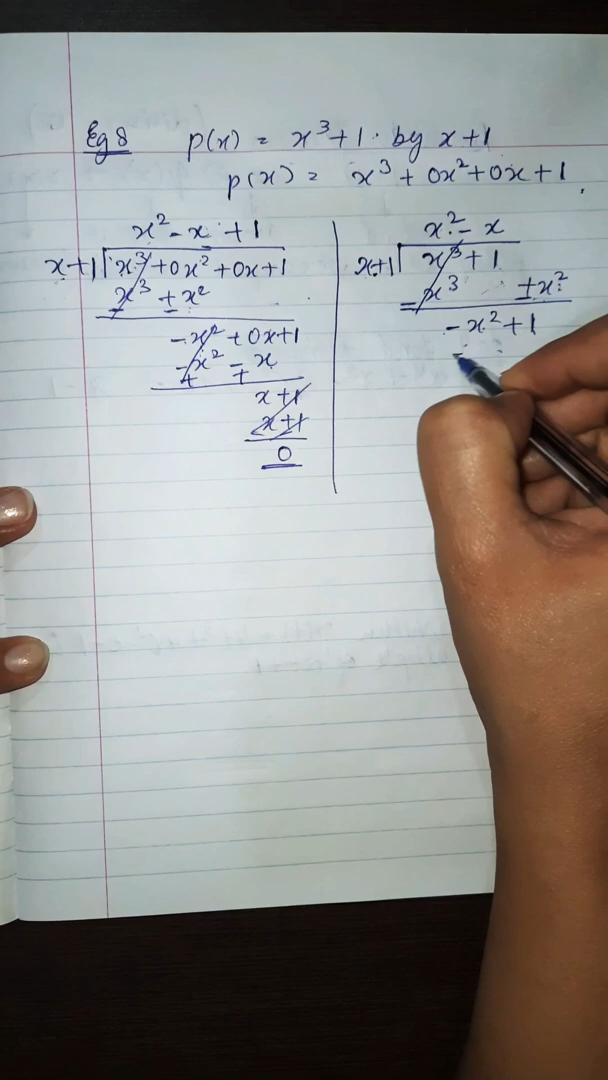 Eg 8 p(x) = x³+1. by x+1
p(x) = x³ + 0x² + 0x + 1
x² - x + 1
x+1 x³ + 0x² + 0x + 1
x³ ± x²
-
-x² + 0x + 1
-x² - x
+ +
x+1
x+1
0
x² - x
x+1 x³ + 1
-x³ ± x²
-x² + 1
-